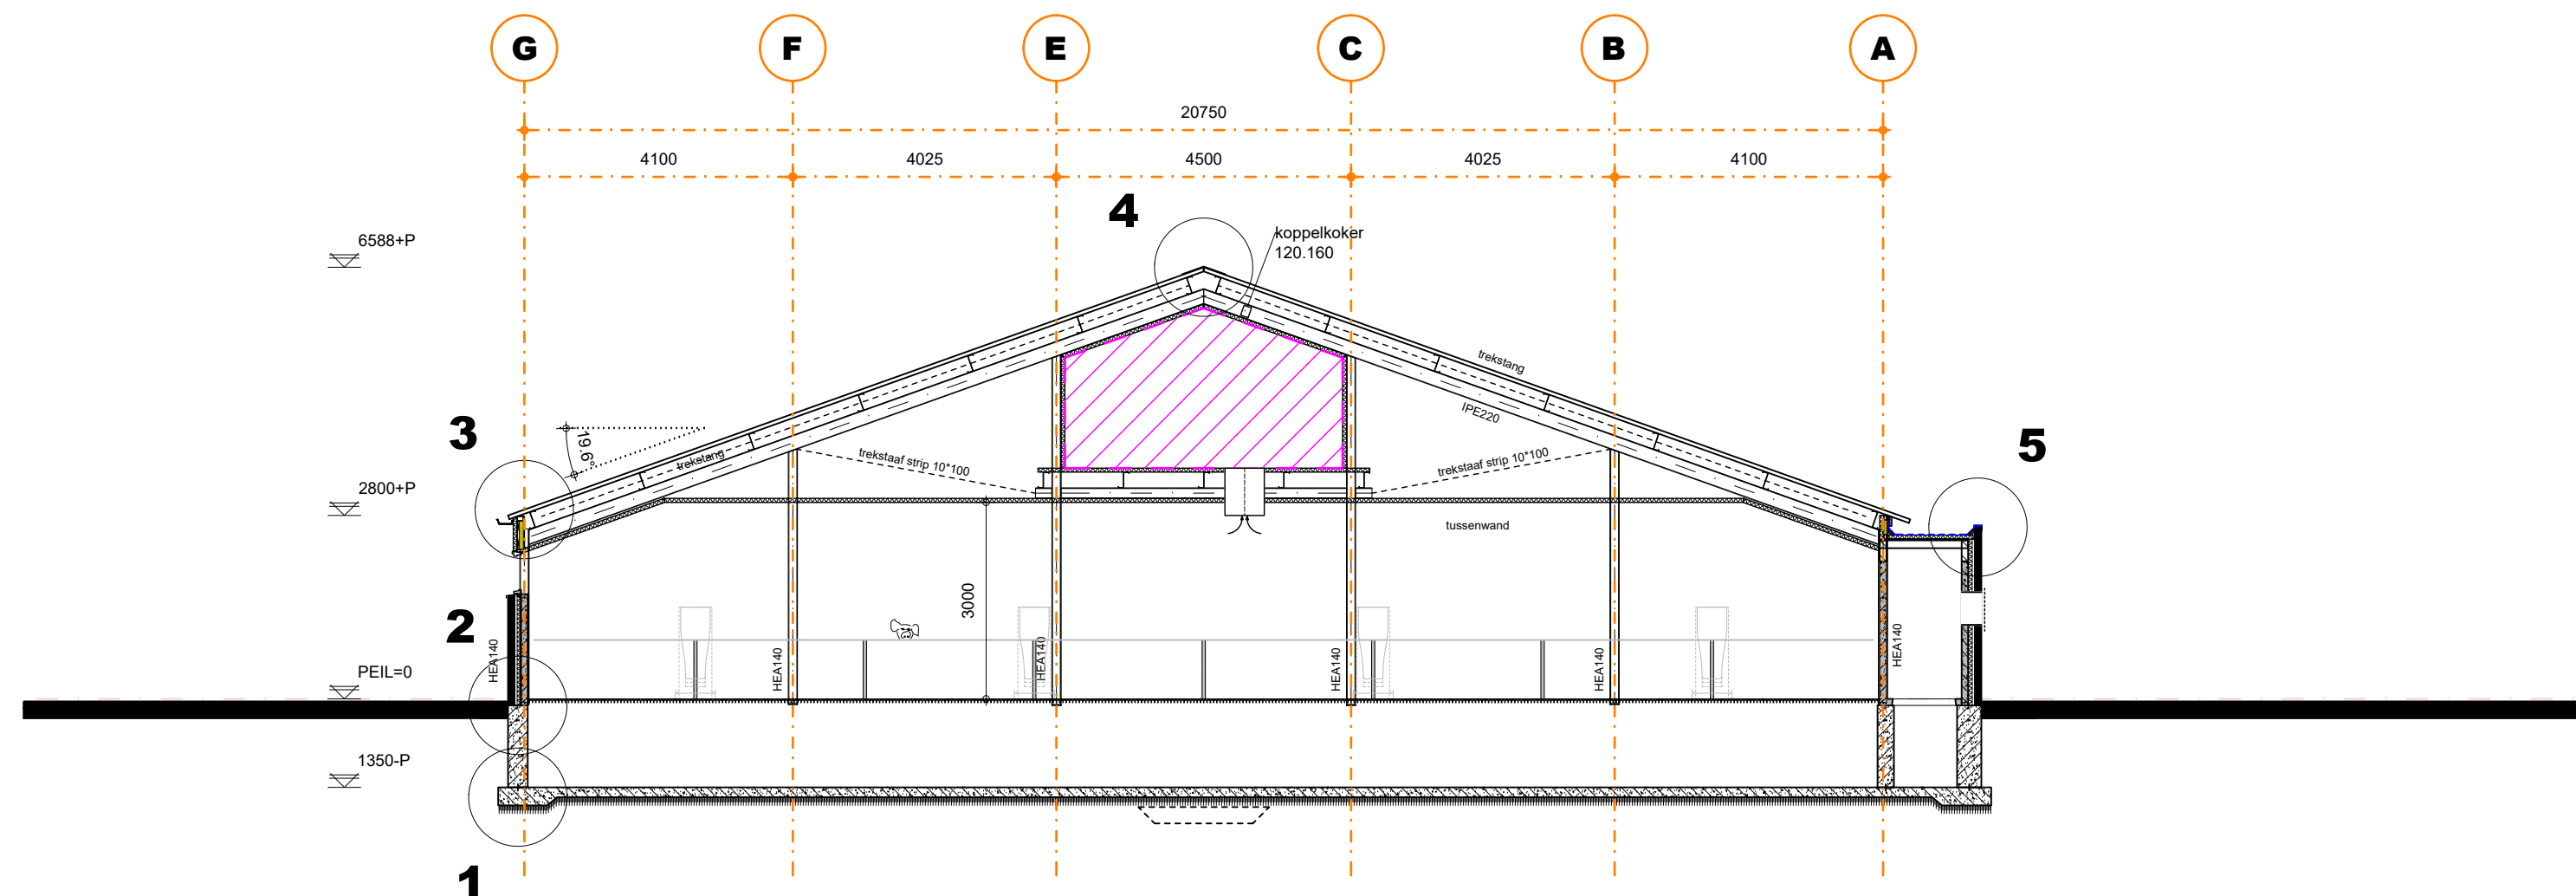 G F E C B A
20750
4100 4025 4500 4025 4100
4
6588+P
koppelkoker
120.160
trekstang
IPE220
3
19.6°
5
trekstang
trekstaaf strip 10*100
trekstaaf strip 10*100
2800+P
tussenwand
3000
2
HEA140
HEA140
HEA140
HEA140
HEA140
HEA140
PEIL=0
1350-P
1